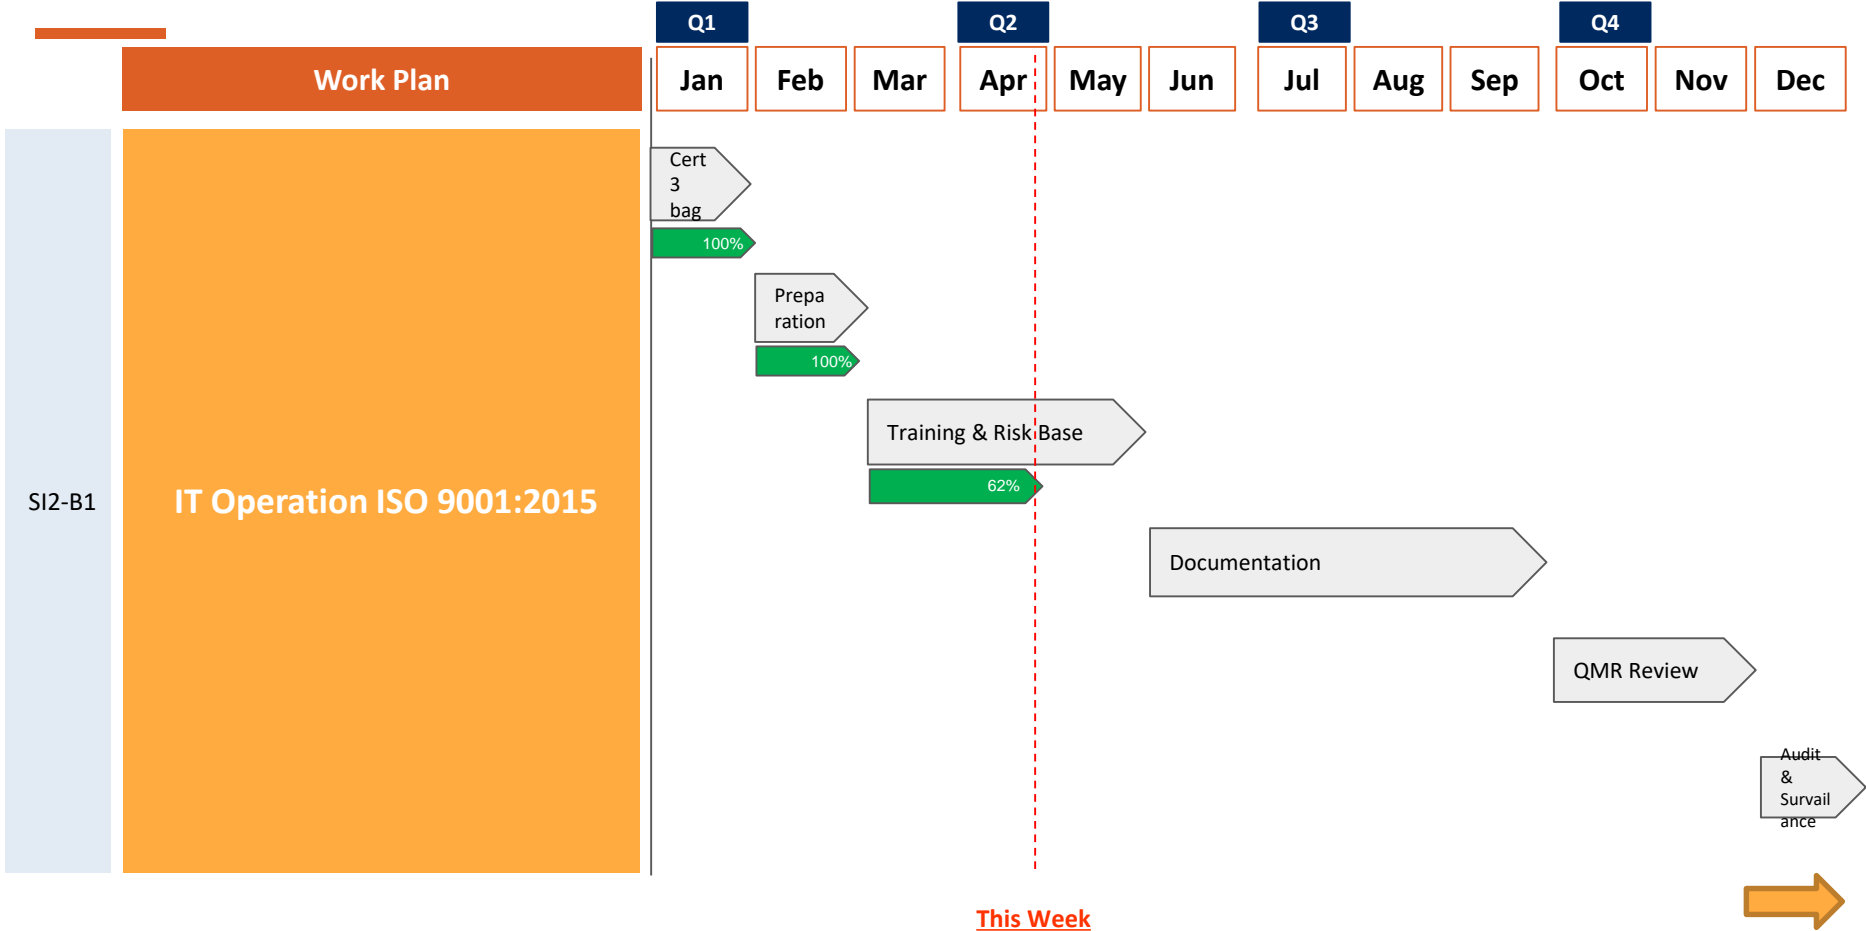 Q1 Q2 Q3 Q4
Work Plan Jan Feb Mar Apr May Jun Jul Aug Sep Oct Nov Dec
Cert
3
bag
100%
Prepa
ration
100%
Training & Risk Base
62%
SI2-B1
IT Operation ISO 9001:2015
Documentation
QMR Review
Audit
&
Survail
ance
This Week